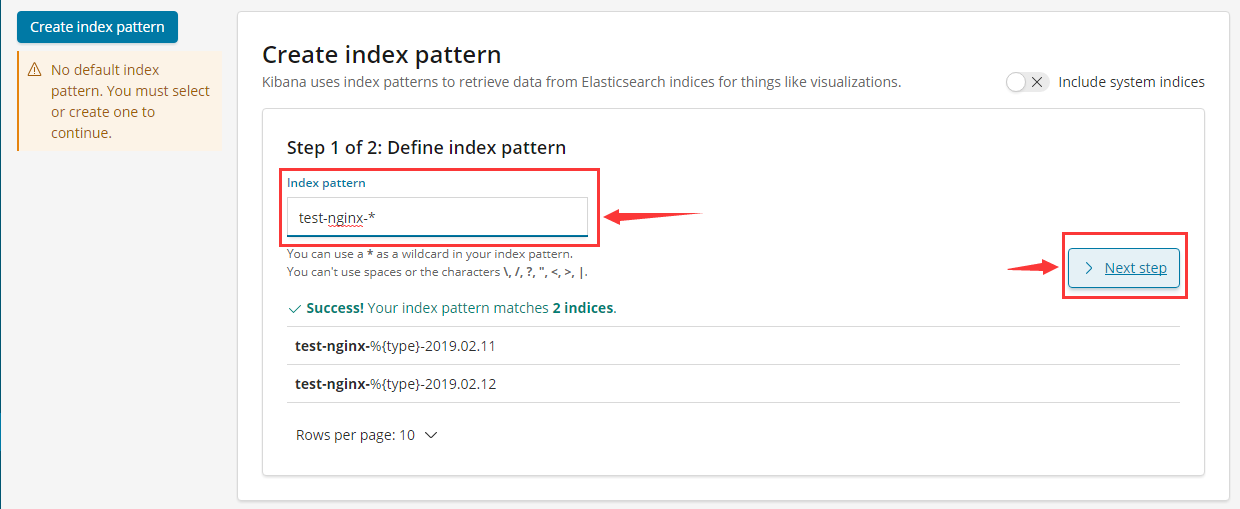 Create index pattern
No default index
pattern. You must select
or create one to
continue.
Create index pattern
Kibana uses index patterns to retrieve data from Elasticsearch indices for things like visualizations.
Include system indices
Step 1 of 2: Define index pattern
Index pattern
test-nginx-*
You can use a * as a wildcard in your index pattern.
You can't use spaces or the characters \, /, ?, ", <, >, |.
Next step
Success! Your index pattern matches 2 indices.
test-nginx-%{type}-2019.02.11
test-nginx-%{type}-2019.02.12
Rows per page: 10